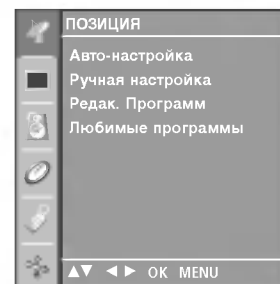 ПОЗИЦИЯ
Авто-настройка
Ручная настройка
Редак. Программ
Любимые программы
▲▼ ◄► OK MENU